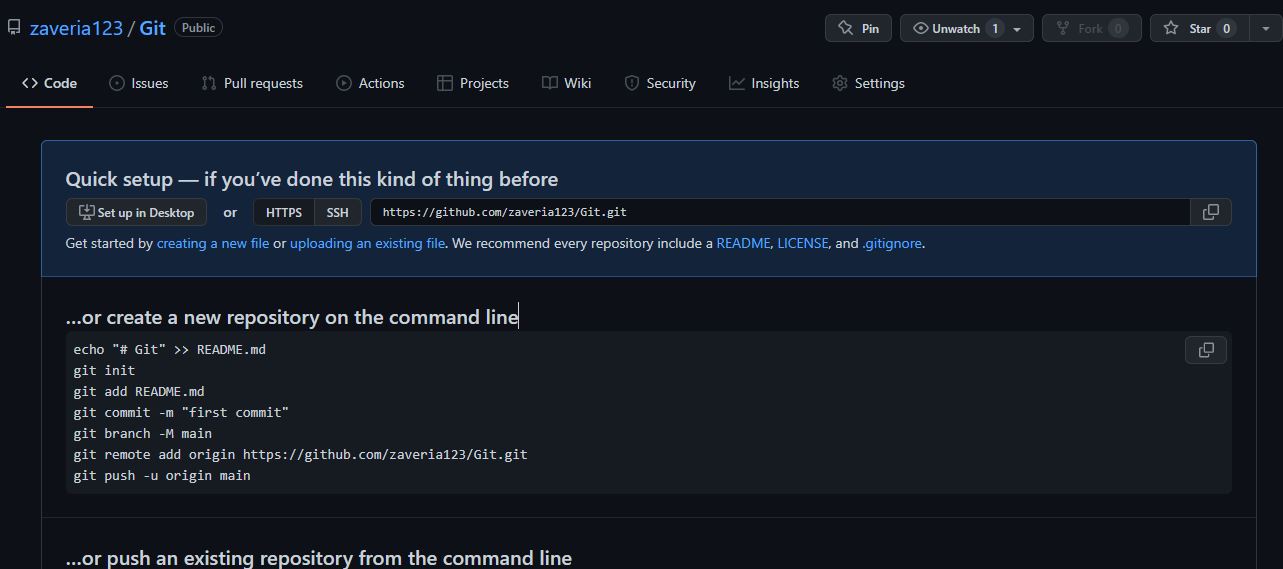 zaveria123 / Git Public Pin Unwatch 1 Fork 0 Star 0
Code Issues Pull requests Actions Projects Wiki Security Insights Settings
Quick setup — if you’ve done this kind of thing before
Set up in Desktop or HTTPS SSH https://github.com/zaveria123/Git.git
Get started by creating a new file or uploading an existing file. We recommend every repository include a README, LICENSE, and .gitignore.
…or create a new repository on the command line
echo "# Git" >> README.md
git init
git add README.md
git commit -m "first commit"
git branch -M main
git remote add origin https://github.com/zaveria123/Git.git
git push -u origin main
…or push an existing repository from the command line